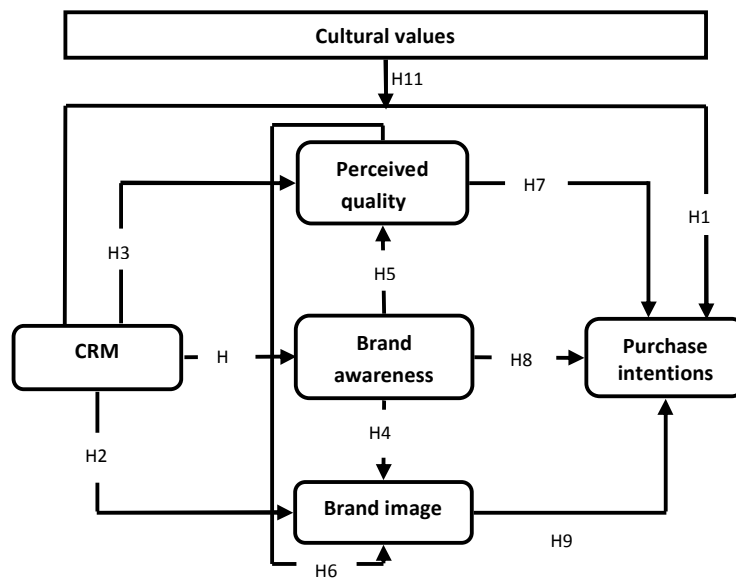 Cultural values
H11
Perceived
quality
H7
H1
H3
H5
CRM
H
Brand
awareness
H8
Purchase
intentions
H4
H2
Brand image
H9
H6